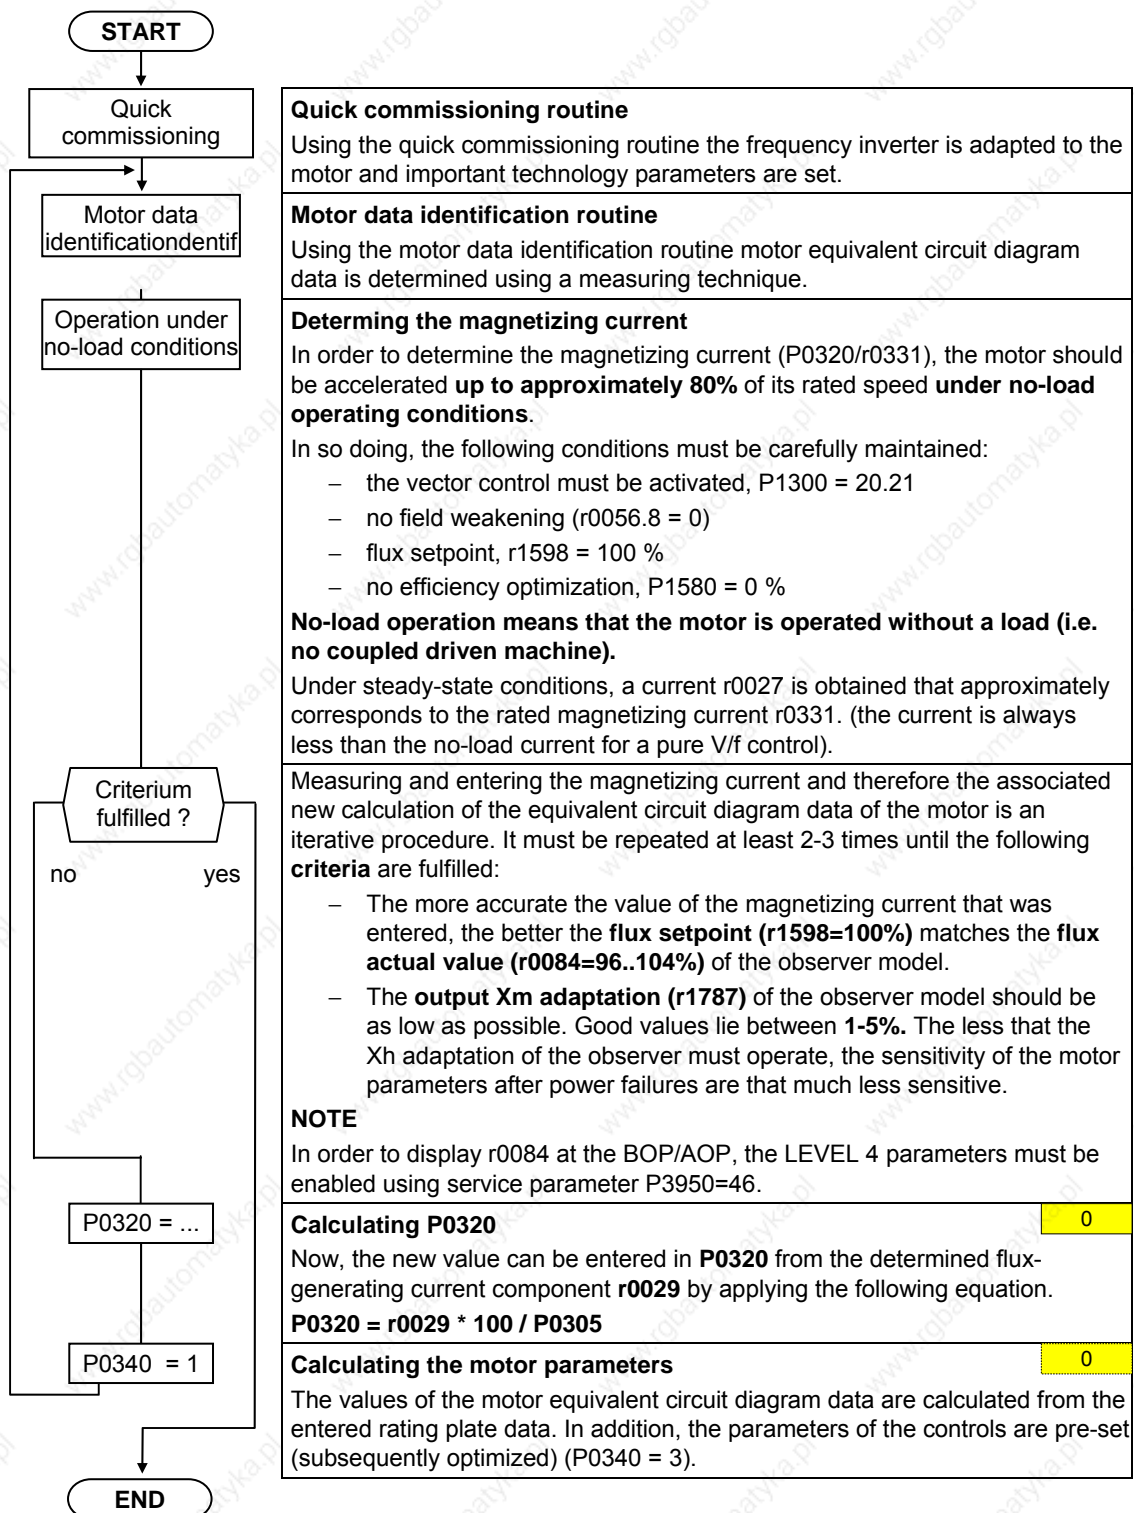 START
Quick
commissioning
Motor data
identificationdentif
Operation under
no-load conditions
Criterium
fulfilled ?
no yes
P0320 = ...
P0340 = 1
END
Quick commissioning routine
Using the quick commissioning routine the frequency inverter is adapted to the
motor and important technology parameters are set.
Motor data identification routine
Using the motor data identification routine motor equivalent circuit diagram
data is determined using a measuring technique.
Determing the magnetizing current
In order to determine the magnetizing current (P0320/r0331), the motor should
be accelerated up to approximately 80% of its rated speed under no-load
operating conditions.
In so doing, the following conditions must be carefully maintained:
− the vector control must be activated, P1300 = 20.21
− no field weakening (r0056.8 = 0)
− flux setpoint, r1598 = 100 %
− no efficiency optimization, P1580 = 0 %
No-load operation means that the motor is operated without a load (i.e.
no coupled driven machine).
Under steady-state conditions, a current r0027 is obtained that approximately
corresponds to the rated magnetizing current r0331. (the current is always
less than the no-load current for a pure V/f control).
Measuring and entering the magnetizing current and therefore the associated
new calculation of the equivalent circuit diagram data of the motor is an
iterative procedure. It must be repeated at least 2-3 times until the following
criteria are fulfilled:
− The more accurate the value of the magnetizing current that was
entered, the better the flux setpoint (r1598=100%) matches the flux
actual value (r0084=96..104%) of the observer model.
− The output Xm adaptation (r1787) of the observer model should be
as low as possible. Good values lie between 1-5%. The less that the
Xh adaptation of the observer must operate, the sensitivity of the motor
parameters after power failures are that much less sensitive.
NOTE
In order to display r0084 at the BOP/AOP, the LEVEL 4 parameters must be
enabled using service parameter P3950=46.
Calculating P0320 0
Now, the new value can be entered in P0320 from the determined flux-
generating current component r0029 by applying the following equation.
P0320 = r0029 * 100 / P0305
Calculating the motor parameters 0
The values of the motor equivalent circuit diagram data are calculated from the
entered rating plate data. In addition, the parameters of the controls are pre-set
(subsequently optimized) (P0340 = 3).
www.rgbautomatyka.pl